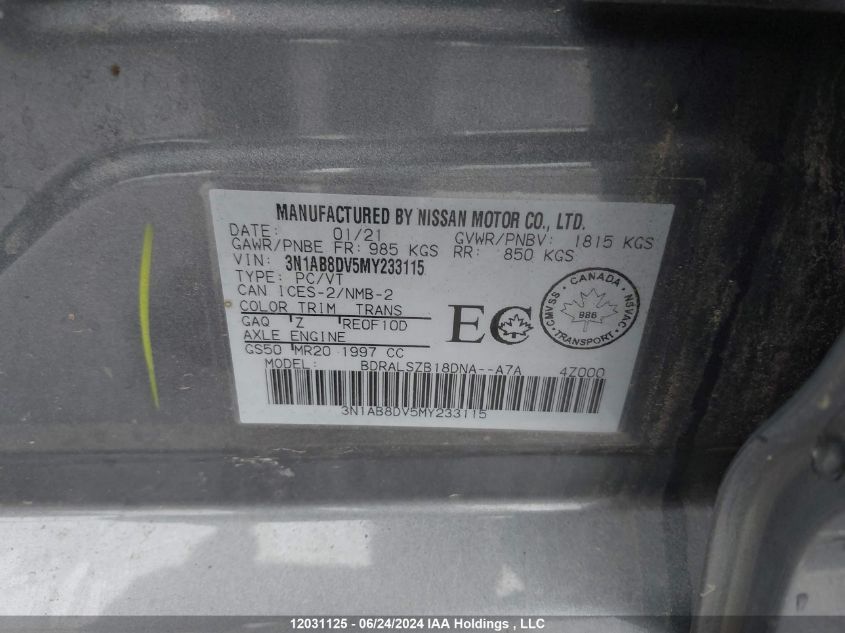 MANUFACTURED BY NISSAN MOTOR CO., LTD.
DATE: 01/21 GVWR/PNBV: 1815 KGS
GAWR/PNBE FR: 985 KGS RR: 850 KGS
VIN: 3N1AB8DV5MY233115
TYPE: PC/VT
CAN ICES-2/NMB-2
COLOR TRIM TRANS
GAQ Z RE0F10D
AXLE ENGINE
GS50 MR20 1997 CC
EC
CANADA
CMVSS NSVAC
986
TRANSPORT
MODEL: BDRALSZB18DNA--A7A 4Z000
3N1AB8DV5MY233115
12031125 - 06/24/2024 IAA Holdings, LLC